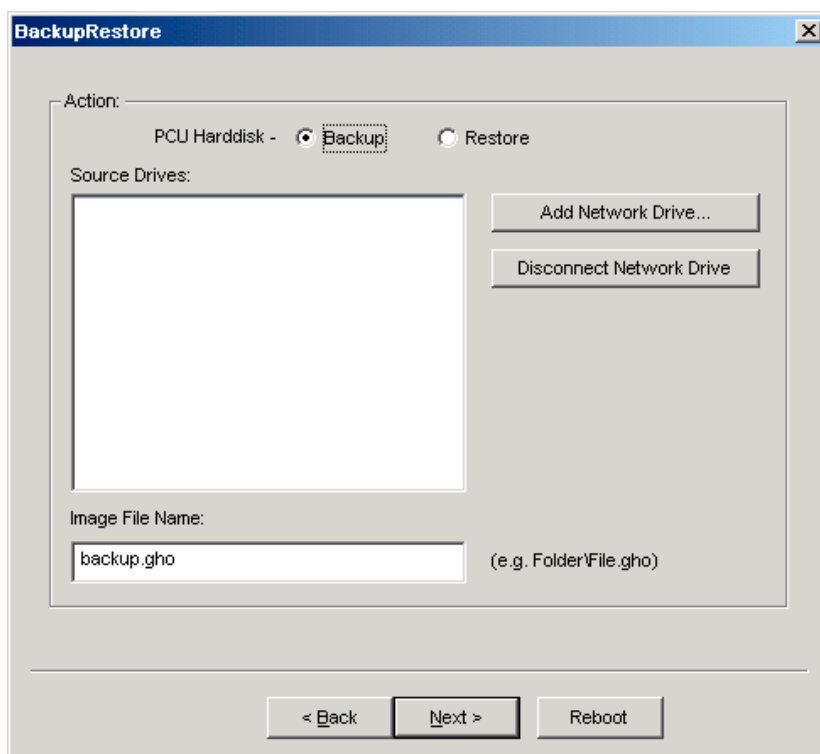 BackupRestore
Action:
PCU Harddisk - Backup Restore
Source Drives:
Add Network Drive...
Disconnect Network Drive
Image File Name:
backup.gho (e.g. Folder\File.gho)
< Back Next > Reboot